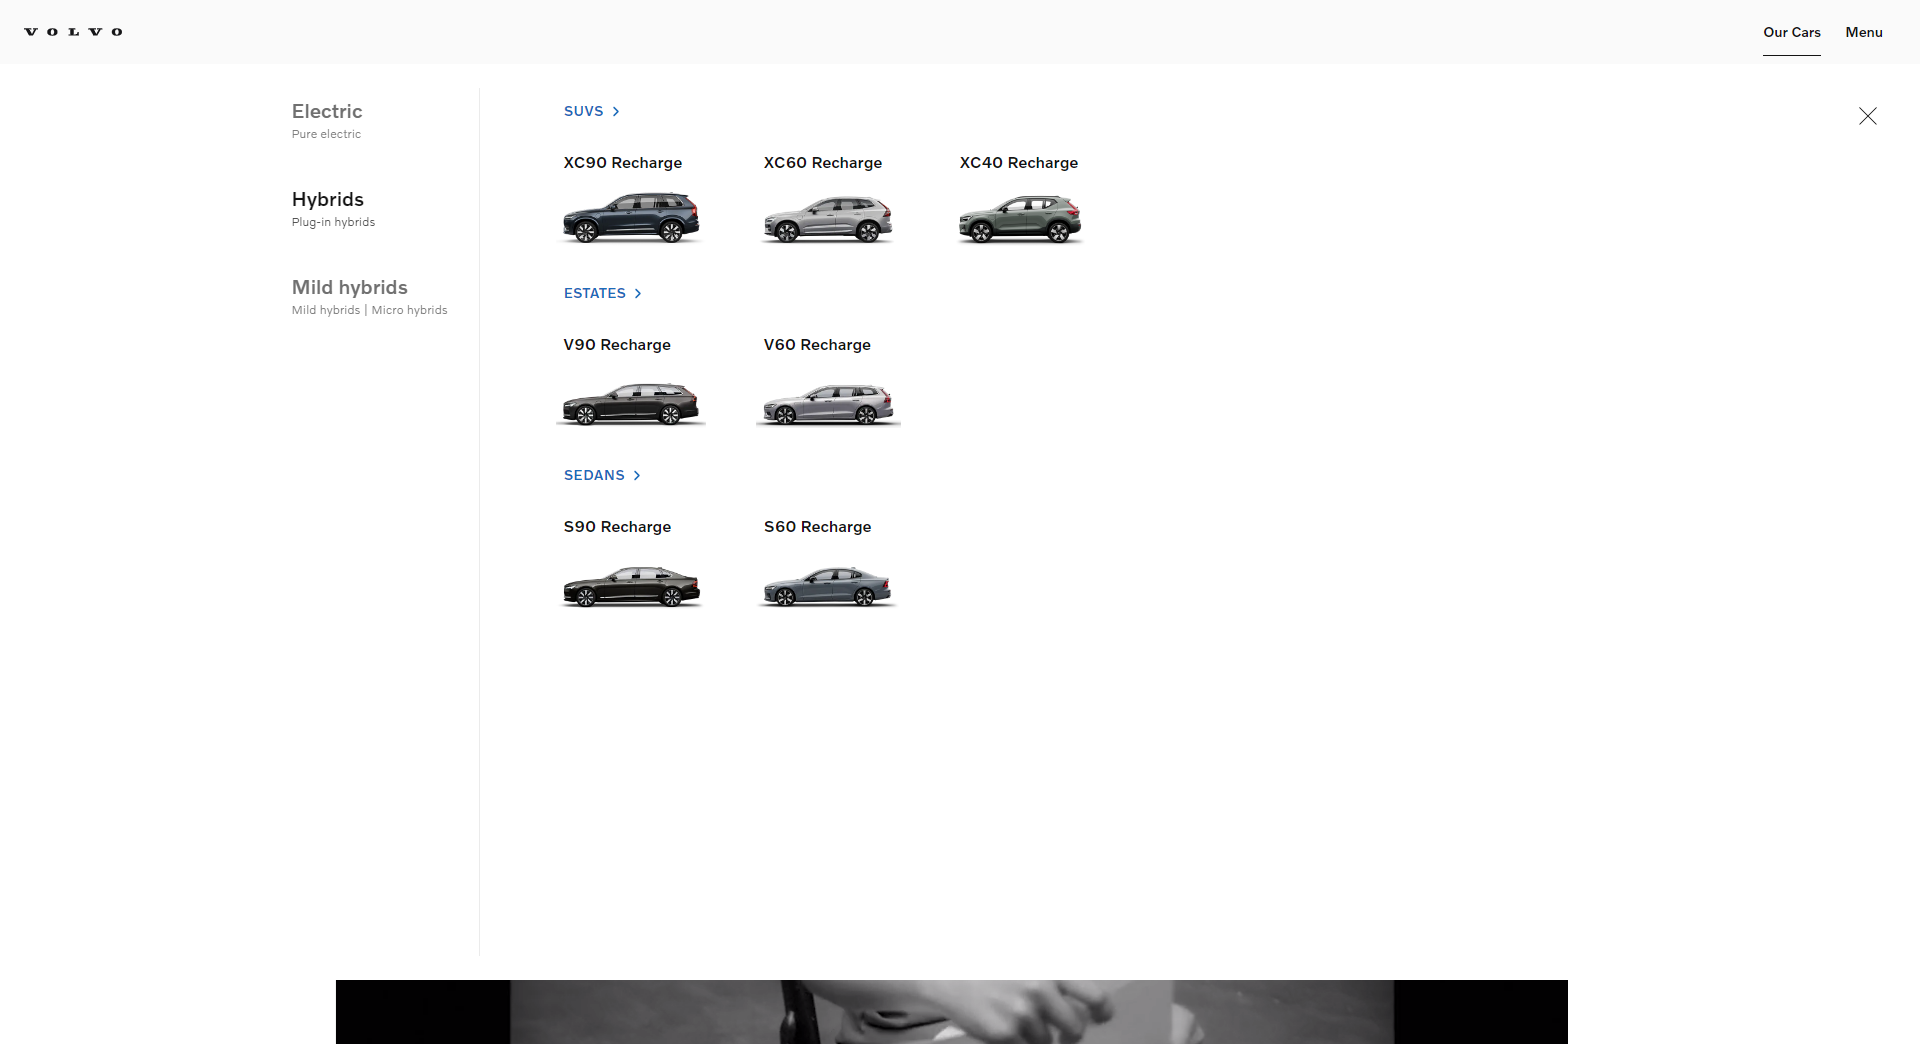 VOLVO
Our Cars
Menu
Electric
Pure electric
Hybrids
Plug-in hybrids
Mild hybrids
Mild hybrids | Micro hybrids
SUVS
XC90 Recharge
XC60 Recharge
XC40 Recharge
ESTATES
V90 Recharge
V60 Recharge
SEDANS
S90 Recharge
S60 Recharge